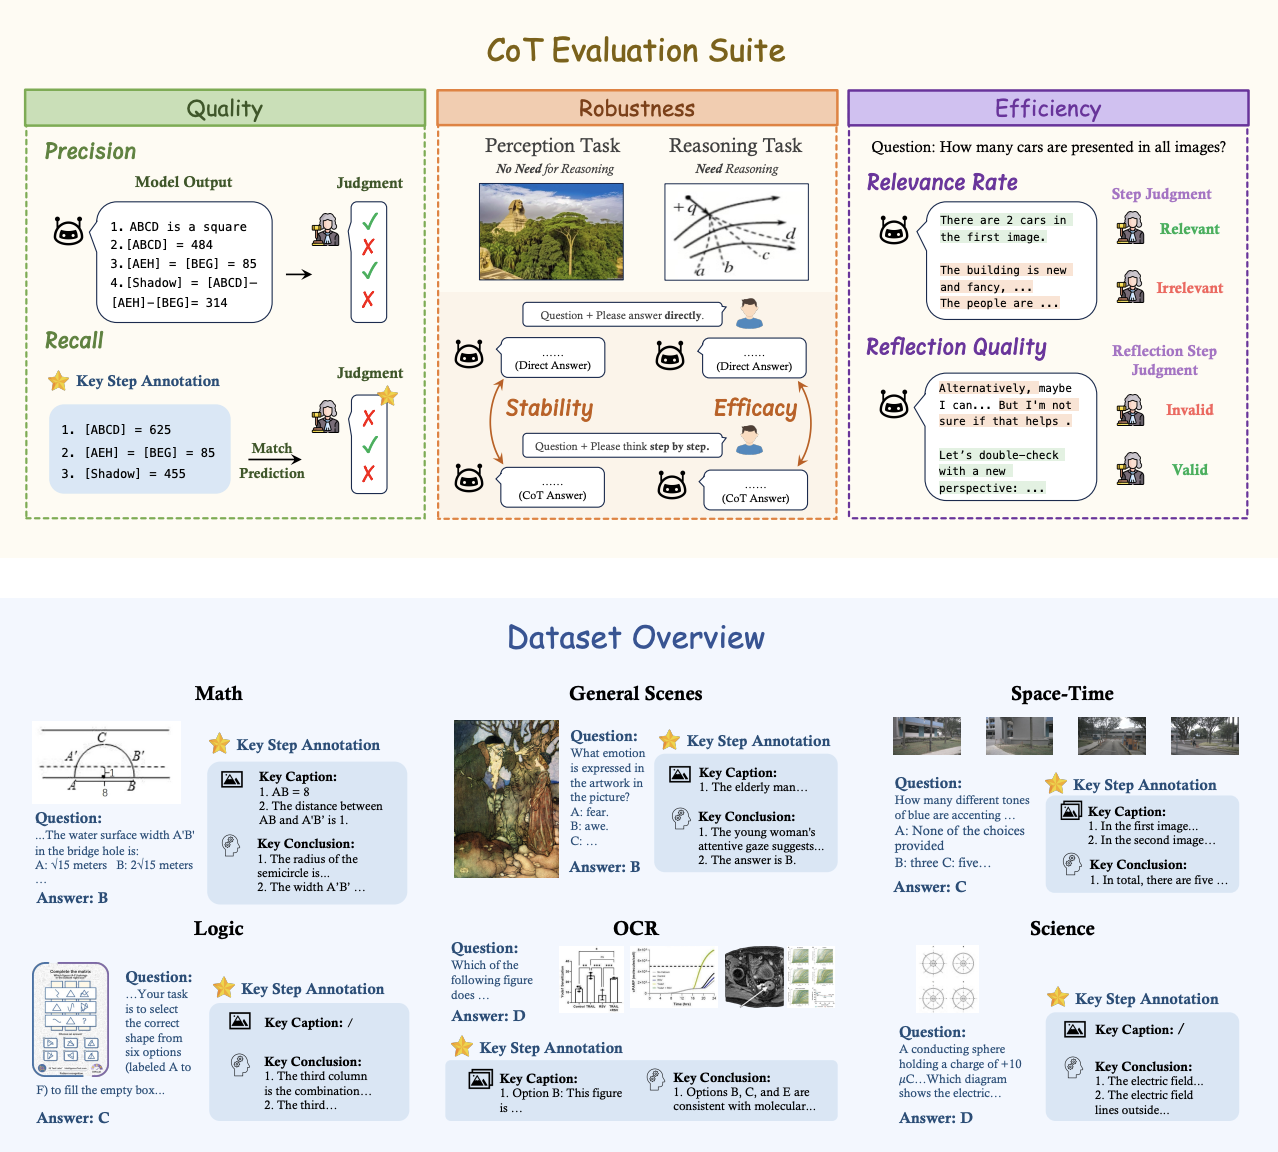 CoT Evaluation Suite
Quality
Precision
Model Output
Judgment
1. ABCD is a square
2.[ABCD] = 484
3.[AEH] = [BEG] = 85
4.[Shadow] = [ABCD]−
[AEH]−[BEG]= 314
Recall
Key Step Annotation
Judgment
1. [ABCD] = 625
2. [AEH] = [BEG] = 85
3. [Shadow] = 455
Match
Prediction
Robustness
Perception Task
No Need for Reasoning
Reasoning Task
Need Reasoning
+q
a b c d
Question + Please answer directly.
......
(Direct Answer)
......
(Direct Answer)
Stability
Efficacy
Question + Please think step by step.
......
(CoT Answer)
......
(CoT Answer)
Efficiency
Question: How many cars are presented in all images?
Relevance Rate
Step Judgment
There are 2 cars in
the first image.
Relevant
The building is new
and fancy, ...
The people are ...
Irrelevant
Reflection Quality
Reflection Step
Judgment
Alternatively, maybe
I can... But I'm not
sure if that helps .
Invalid
Let's double-check
with a new
perspective: ...
Valid
Dataset Overview
Math
C
A' B'
1
A B
8
Question:
...The water surface width A'B'
in the bridge hole is:
A: √15 meters B: 2√15 meters
...
Answer: B
Key Step Annotation
Key Caption:
1. AB = 8
2. The distance between
AB and A'B' is 1.
Key Conclusion:
1. The radius of the
semicircle is...
2. The width A'B' ...
General Scenes
Question:
What emotion
is expressed in
the artwork in
the picture?
A: fear.
B: awe.
C: ...
Answer: B
Key Step Annotation
Key Caption:
1. The elderly man...
Key Conclusion:
1. The young woman's
attentive gaze suggests...
2. The answer is B.
Space-Time
Question:
How many different tones
of blue are accenting ...
A: None of the choices
provided
B: three C: five...
Answer: C
Key Step Annotation
Key Caption:
1. In the first image...
2. In the second image...
Key Conclusion:
1. In total, there are five ...
Logic
Complete the matrix
Question:
...Your task
is to select
the correct
shape from
six options
(labeled A to
F) to fill the empty box...
Answer: C
Key Step Annotation
Key Caption: /
Key Conclusion:
1. The third column
is the combination...
2. The third...
OCR
Question:
Which of the
following figure
does ...
Answer: D
Time (hrs)
Key Step Annotation
Key Caption:
1. Option B: This figure
is ...
Key Conclusion:
1. Options B, C, and E are
consistent with molecular...
Science
Question:
A conducting sphere
holding a charge of +10
μC...Which diagram
shows the electric...
Answer: D
Key Step Annotation
Key Caption: /
Key Conclusion:
1. The electric field...
2. The electric field
lines outside...